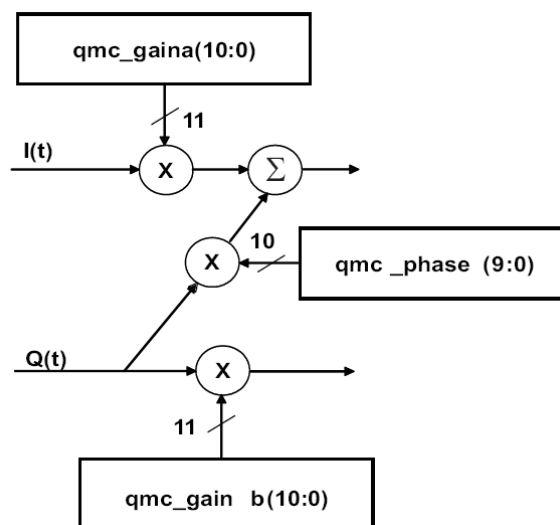 qmc_gaina(10:0)
11
I(t)
X
Σ
10
X
qmc _phase (9:0)
Q(t)
X
11
qmc_gain b(10:0)